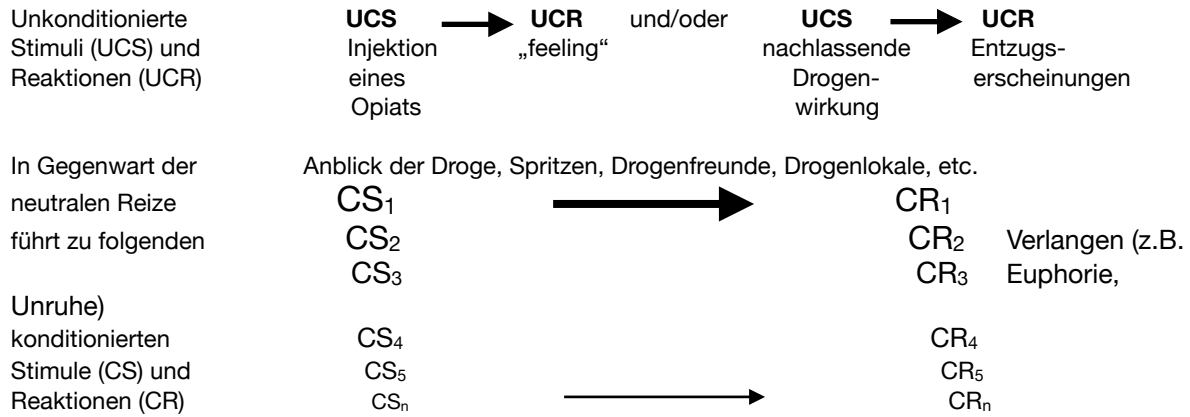 Unkonditionierte UCS UCR und/oder UCS UCR
Stimuli (UCS) und Injektion „feeling“ nachlassende Entzugs-
Reaktionen (UCR) eines Drogen- erscheinungen
Opiats wirkung
In Gegenwart der Anblick der Droge, Spritzen, Drogenfreunde, Drogenlokale, etc.
neutralen Reize CS1 CR1
führt zu folgenden CS2 CR2 Verlangen (z.B.
CS3 CR3 Euphorie,
Unruhe)
konditionierten CS4 CR4
Stimule (CS) und CS5 CR5
Reaktionen (CR) CSn CRn